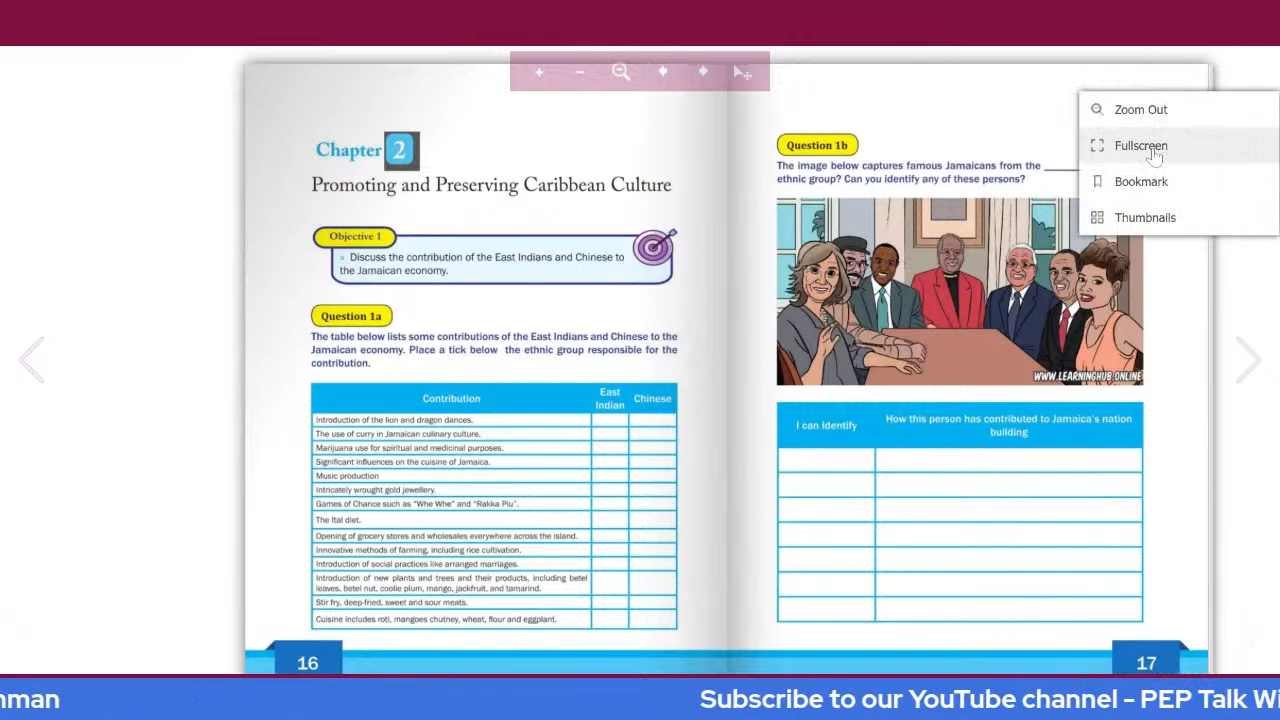 Chapter 2
Promoting and Preserving Caribbean Culture
Objective 1
» Discuss the contribution of the East Indians and Chinese to
the Jamaican economy.
Question 1a
The table below lists some contributions of the East Indians and Chinese to the
Jamaican economy. Place a tick below the ethnic group responsible for the
contribution.
Contribution East Indian Chinese
Introduction of the lion and dragon dances.
The use of curry in Jamaican culinary culture.
Marijuana use for spiritual and medicinal purposes.
Significant influences on the cuisine of Jamaica.
Music production
Intricately wrought gold jewellery.
Games of Chance such as “Whe Whe” and “Rakka Piu”.
The Ital diet.
Opening of grocery stores and wholesales everywhere across the island.
Innovative methods of farming, including rice cultivation.
Introduction of social practices like arranged marriages.
Introduction of new plants and trees and their products, including betel
leaves, betel nut, coolie plum, mango, jackfruit, and tamarind.
Stir fry, deep-fried, sweet and sour meats.
Cuisine includes roti, mangoes chutney, wheat, flour and eggplant.
16
Question 1b
The image below captures famous Jamaicans from the ____
ethnic group? Can you identify any of these persons?
WWW.LEARNINGHUB.ONLINE
I can Identify
How this person has contributed to Jamaica's nation
building
17
Zoom Out
Fullscreen
Bookmark
Thumbnails
nman
Subscribe to our YouTube channel - PEP Talk Wi